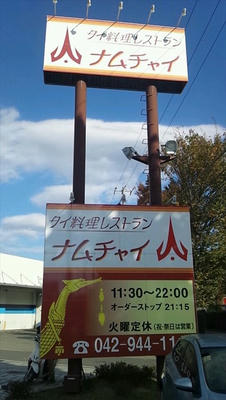 タイ料理レストラン
ナムチャイ
タイ料理レストラン
ナムチャイ
11:30～22:00
オーダーストップ 21:15
火曜定休(祝・祭日は営業)
☎042-944-11